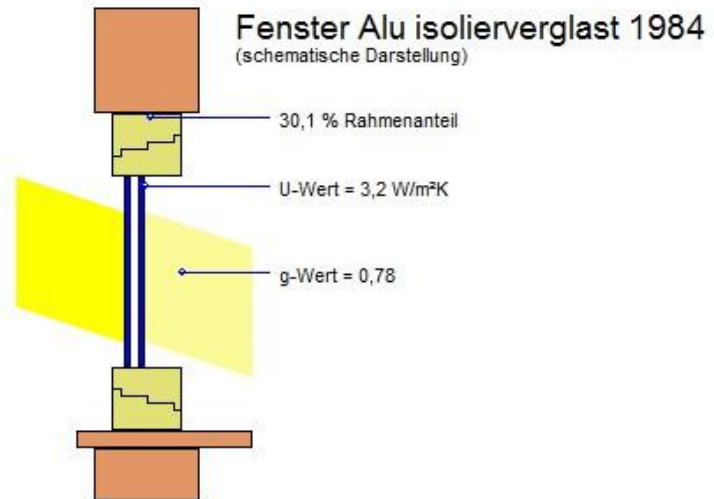 Fenster Alu isolierverglast 1984
(schematische Darstellung)
30,1 % Rahmenanteil
U-Wert = 3,2 W/m²K
g-Wert = 0,78